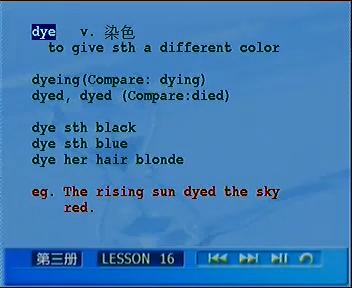 dye v. 染色
to give sth a different color
dyeing(Compare: dying)
dyed, dyed (Compare:died)
dye sth black
dye sth blue
dye her hair blonde
eg. The rising sun dyed the sky
red.
第三册 LESSON 16